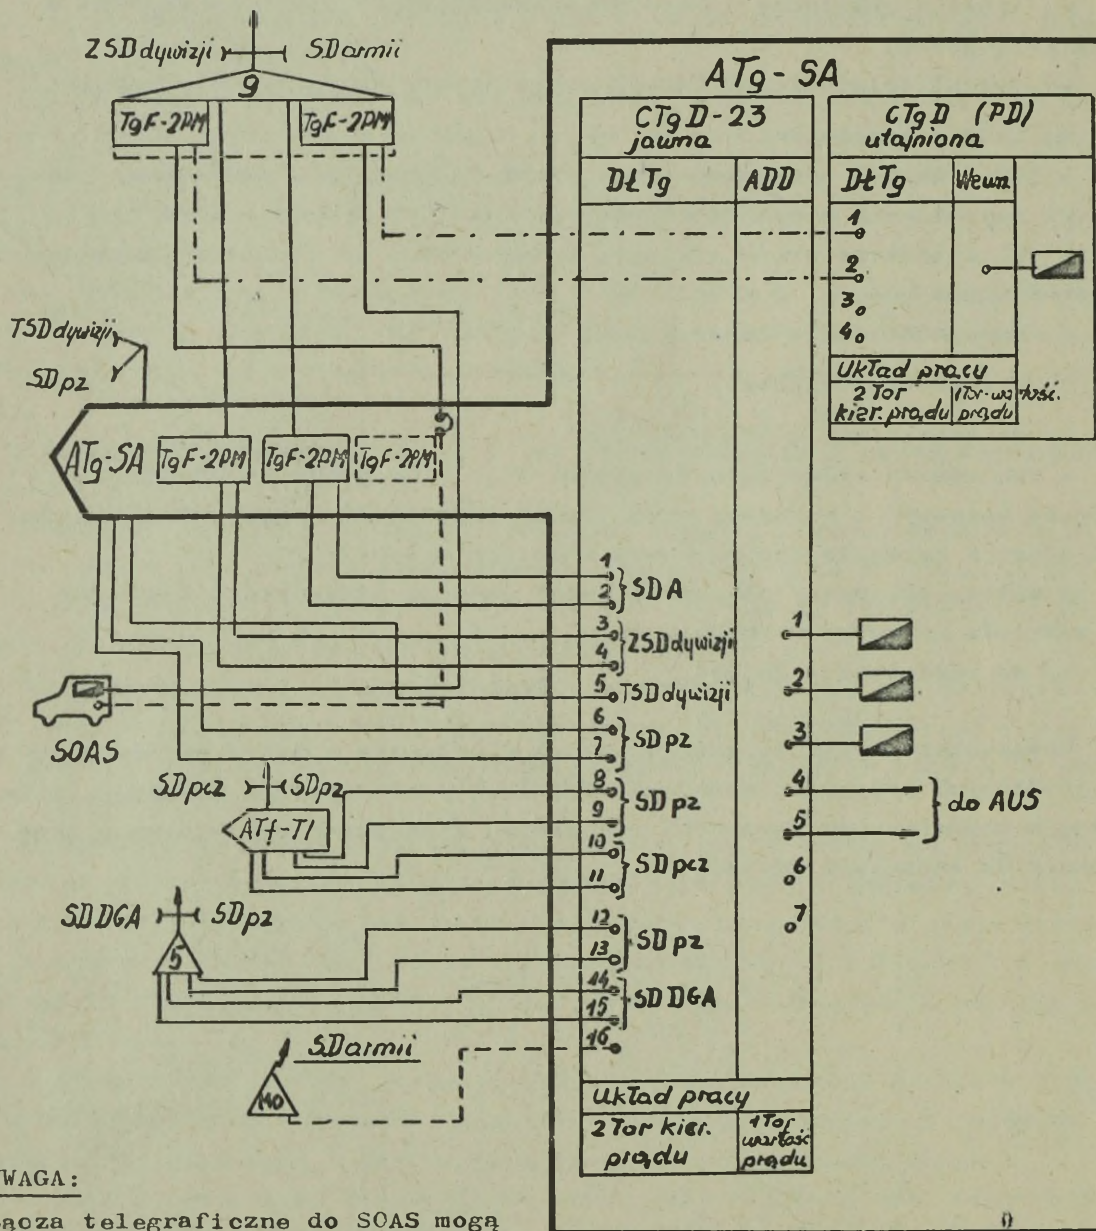 ZSD dywizji SD armii
9
TgF-2PM TgF-2PM
TSD dywizji
SD pz
ATg-SA TgF-2PM TgF-2PM TgF-2PM
9
SOAS
SD pcz SD pz
ATf-T1
SD DGA SD pz
5
SD armii
ATg-SA
CTgD-23
jawna
DŁTg ADD
1
2
SDA
3
4
ZSD dywizji
5 TSD dywizji
6
7
SD pz
8
9
SD pz
10
11
SD pcz
12
13
SD pz
14
15
SD DGA
16
1
2
3
4
5
do AUS
6
7
Układ pracy
2 Tor kier.
prądu
1 Tor
wartość
prądu
CTgD (PD)
utajniona
DŁTg Wewn
1
2
3
4
Układ pracy
2 Tor
kier. prądu
1 Tor-wartość.
prądu
WAGA:
ącza telegraficzne do SOAS mogą